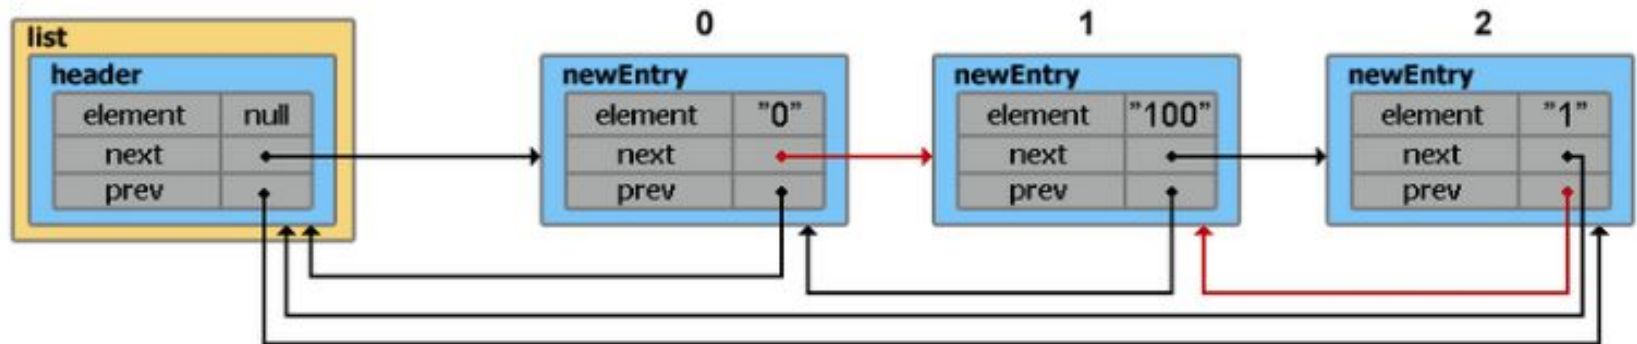 0 1 2
list
header newEntry newEntry newEntry
element null element "0" element "100" element "1"
next next next next
prev prev prev prev